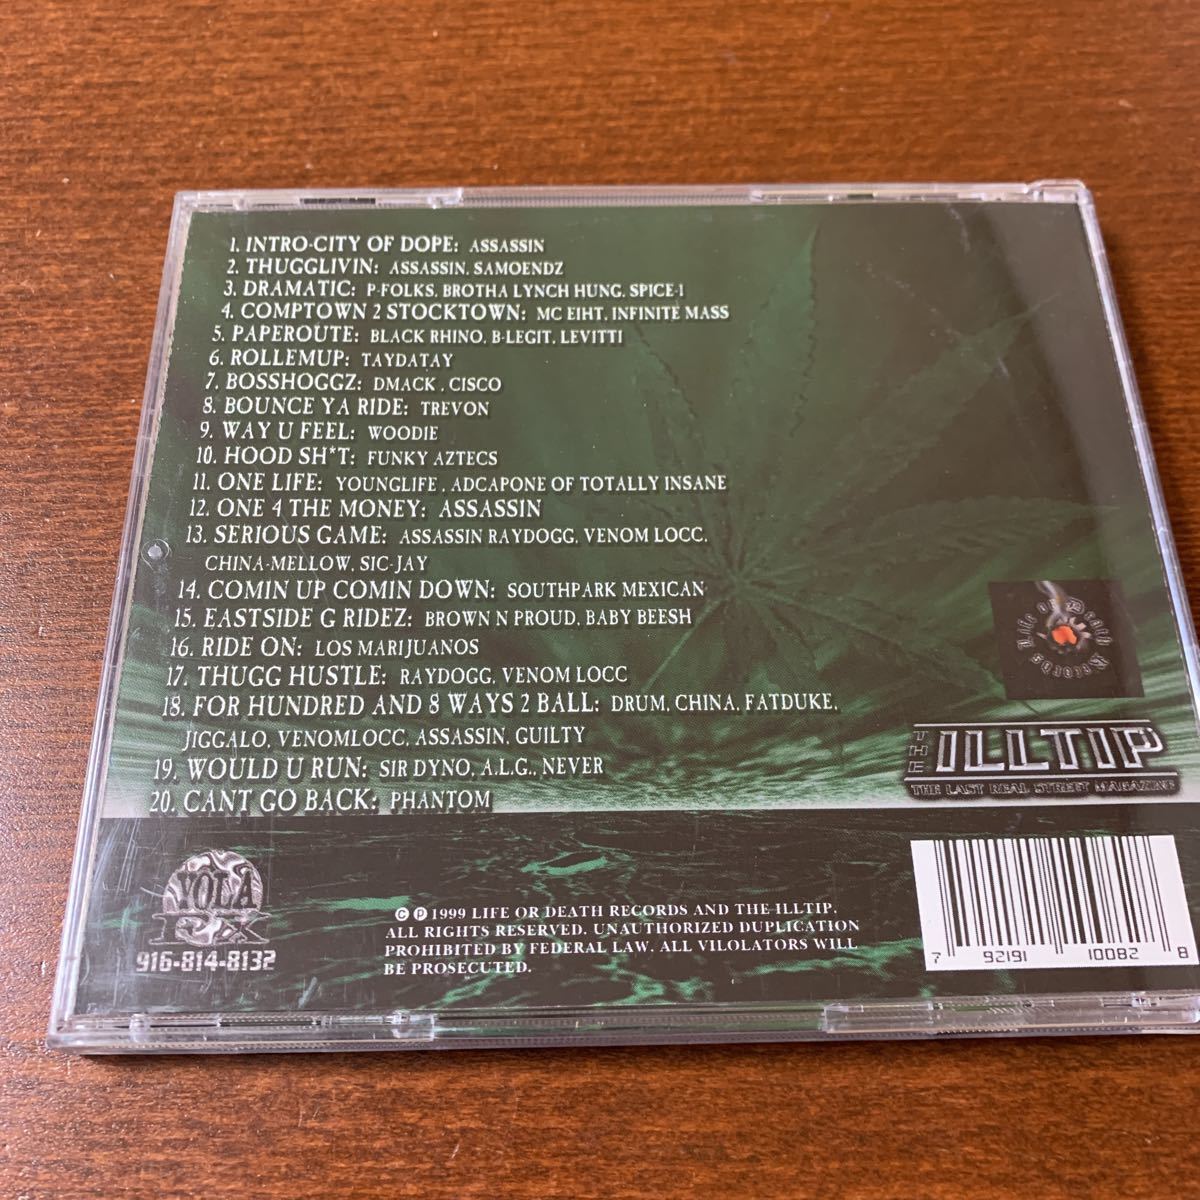 1. INTRO-CITY OF DOPE: ASSASSIN
2. THUGGLIVIN: ASSASSIN, SAMOENDZ
3. DRAMATIC: P-FOLKS, BROTHA LYNCH HUNG, SPICE-1
4. COMPTOWN 2 STOCKTOWN: MC EIHT, INFINITE MASS
5. PAPEROUTE: BLACK RHINO, B-LEGIT, LEVITTI
6. ROLLEMUP: TAYDATAY
7. BOSSHOGGZ: DMACK , CISCO
8. BOUNCE YA RIDE: TREVON
9. WAY U FEEL: WOODIE
10. HOOD SH*T: FUNKY AZTECS
11. ONE LIFE: YOUNGLIFE , ADCAPONE OF TOTALLY INSANE
12. ONE 4 THE MONEY: ASSASSIN
13. SERIOUS GAME: ASSASSIN RAYDOGG, VENOM LOCC,
CHINA-MELLOW, SIC-JAY
14. COMIN UP COMIN DOWN: SOUTHPARK MEXICAN
15. EASTSIDE G RIDEZ: BROWN N PROUD, BABY BEESH
16. RIDE ON: LOS MARIJUANOS
17. THUGG HUSTLE: RAYDOGG, VENOM LOCC
18. FOR HUNDRED AND 8 WAYS 2 BALL: DRUM, CHINA, FATDUKE,
JIGGALO, VENOMLOCC, ASSASSIN, GUILTY
19. WOULD U RUN: SIR DYNO, A.L.G., NEVER
20. CANT GO BACK: PHANTOM
Life or Death Records
THE ILLTIP
THE LAST REAL STREET MAGAZINE
YOLA
916-814-8132
© ℗ 1999 LIFE OR DEATH RECORDS AND THE ILLTIP.
ALL RIGHTS RESERVED. UNAUTHORIZED DUPLICATION
PROHIBITED BY FEDERAL LAW. ALL VILOLATORS WILL
BE PROSECUTED.
7 92191 10082 8